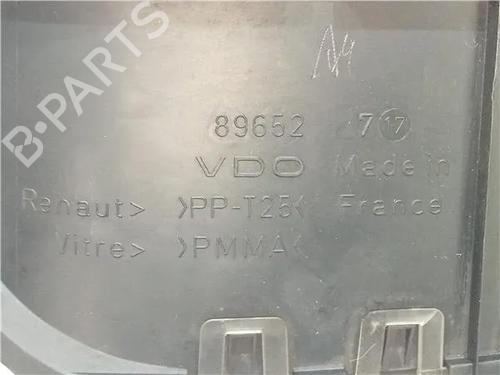 B-PARTS
89652 7 17
VDO Made in
Renaut> >PP-T25< France
Vitre> >PMMA<